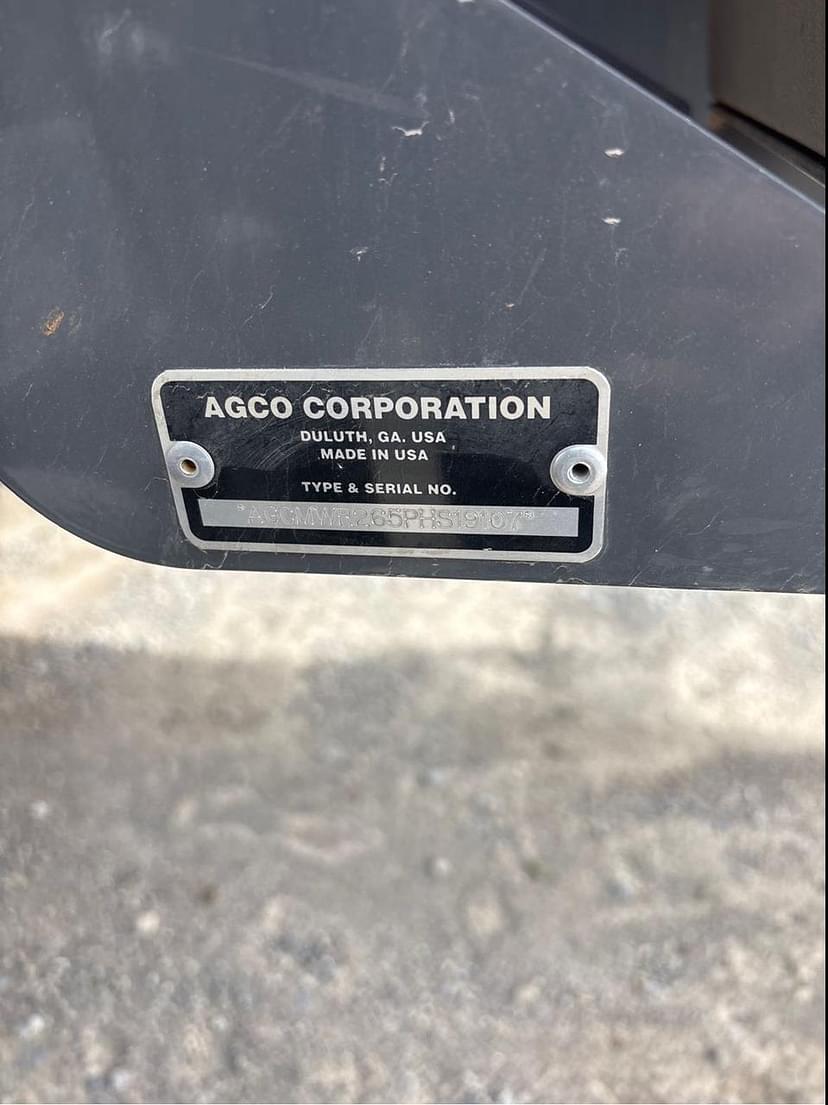 AGCO CORPORATION
DULUTH, GA. USA
MADE IN USA
TYPE & SERIAL NO.
*AGCMWR265PHS19107*